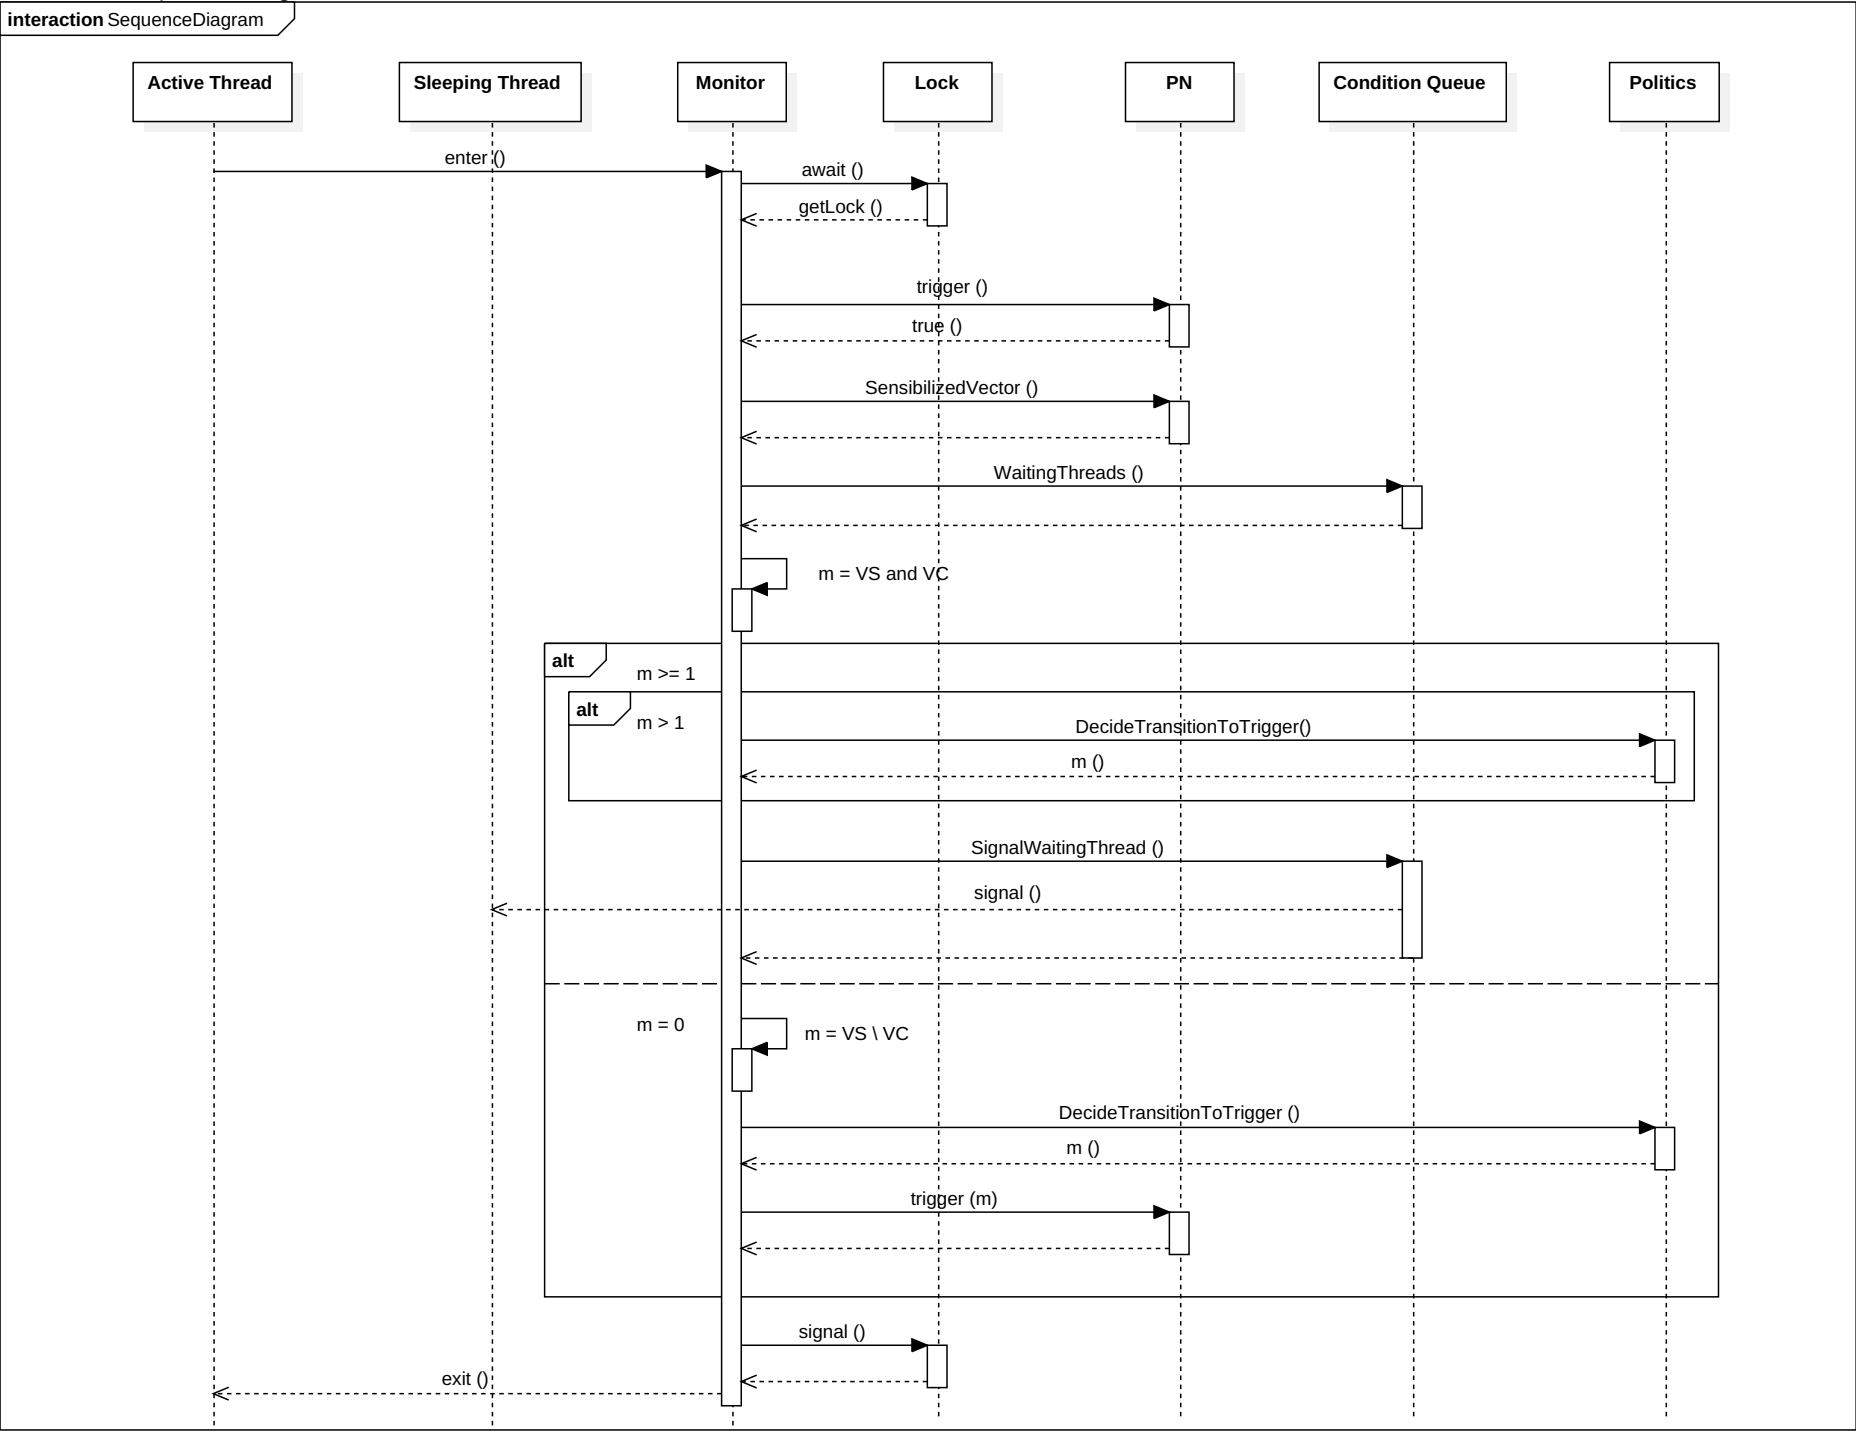 interaction SequenceDiagram
Active Thread
Sleeping Thread
Monitor
Lock
PN
Condition Queue
Politics
enter ()
await ()
getLock ()
trigger ()
true ()
SensibilizedVector ()
WaitingThreads ()
m = VS and VC
alt
m >= 1
alt
m > 1
DecideTransitionToTrigger()
m ()
SignalWaitingThread ()
signal ()
m = 0
m = VS \ VC
DecideTransitionToTrigger ()
m ()
trigger (m)
signal ()
exit ()